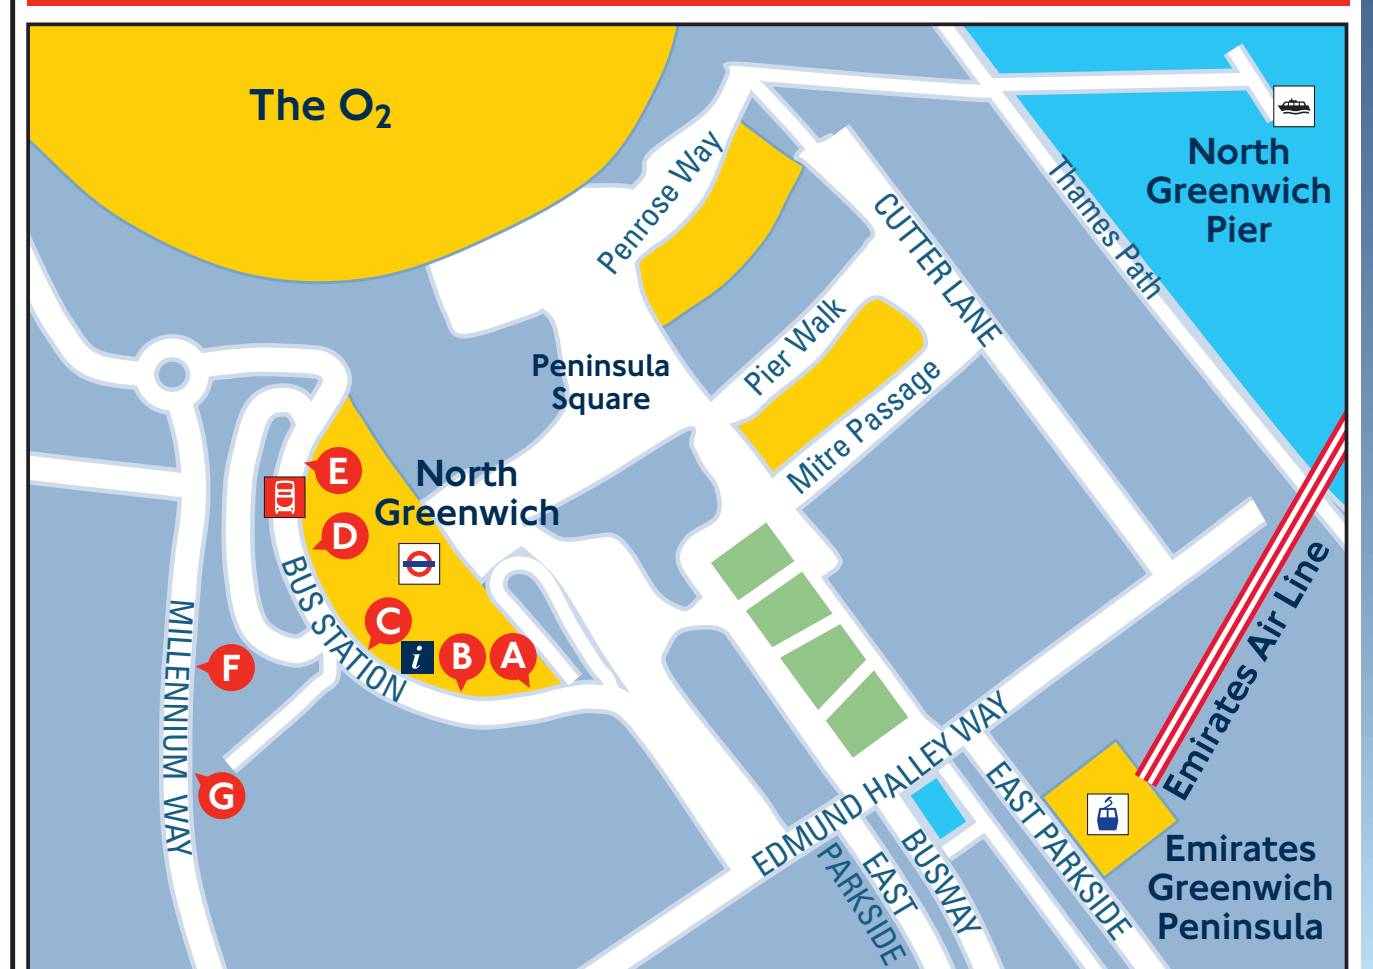 The O2
North
Greenwich
Pier
Penrose Way
CUTTER LANE
Thames Path
Pier Walk
Peninsula
Square
Mitre Passage
E
North
Greenwich
D
BUS STATION
C
i
B
A
MILLENNIUM WAY
F
G
Emirates Air Line
EDMUND HALLEY WAY
EAST PARKSIDE
EAST
PARKSIDE
BUSWAY
Emirates
Greenwich
Peninsula